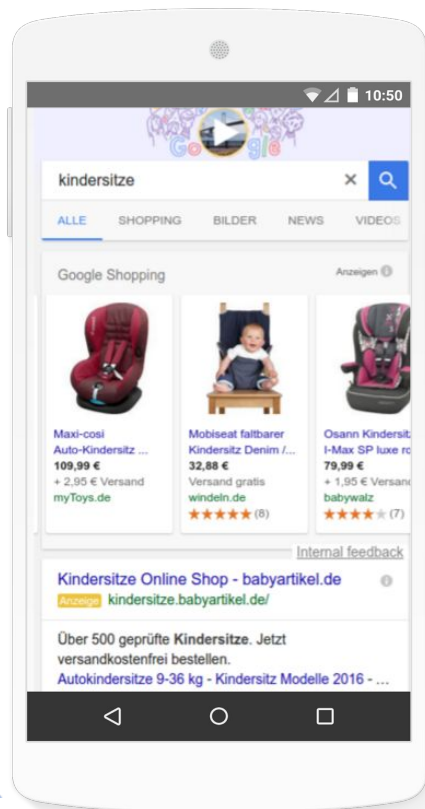 10:50
Google
kindersitze
ALLE SHOPPING BILDER NEWS VIDEOS
Google Shopping Anzeigen
Maxi-cosi
Auto-Kindersitz ...
109,99 €
+ 2,95 € Versand
myToys.de
Mobiseat faltbarer
Kindersitz Denim /...
32,88 €
Versand gratis
windeln.de
(8)
Osann Kindersitz
I-Max SP luxe ro
79,99 €
+ 1,95 € Versand
babywalz
(7)
Internal feedback
Kindersitze Online Shop - babyartikel.de
Anzeige kindersitze.babyartikel.de/
Über 500 geprüfte Kindersitze. Jetzt
versandkostenfrei bestellen.
Autokindersitze 9-36 kg - Kindersitz Modelle 2016 - ...